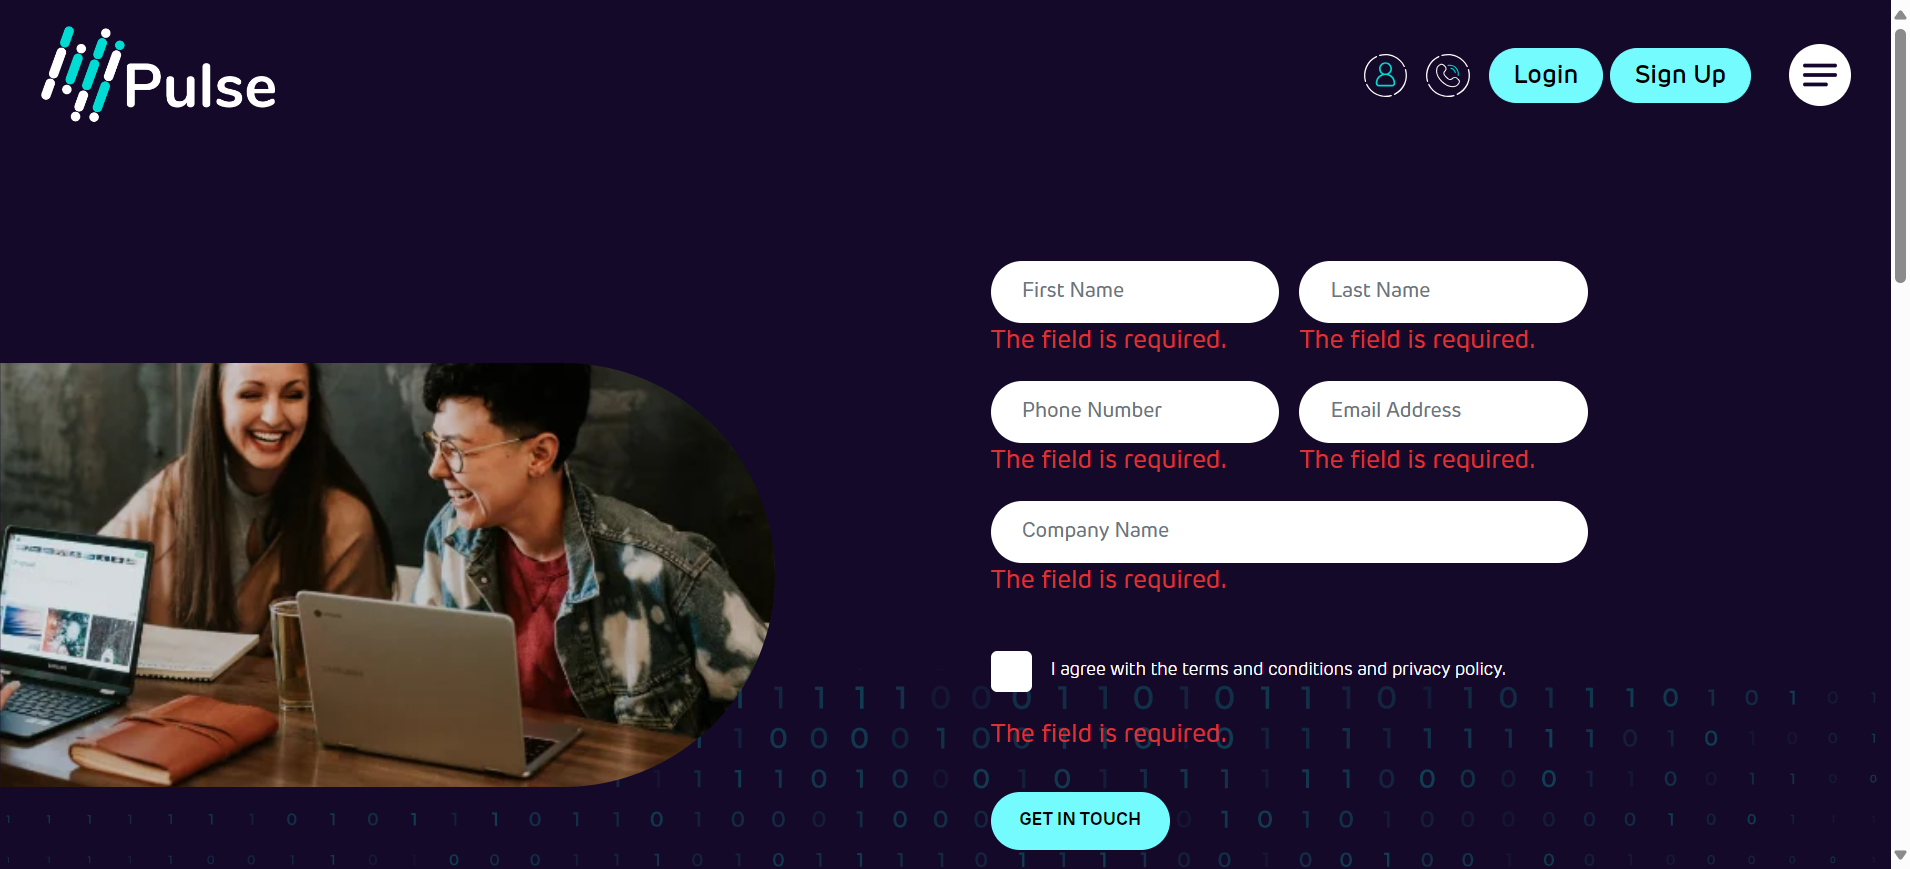 Pulse
Login
Sign Up
First Name
Last Name
The field is required.
The field is required.
Phone Number
Email Address
The field is required.
The field is required.
Company Name
The field is required.
I agree with the terms and conditions and privacy policy.
The field is required.
GET IN TOUCH